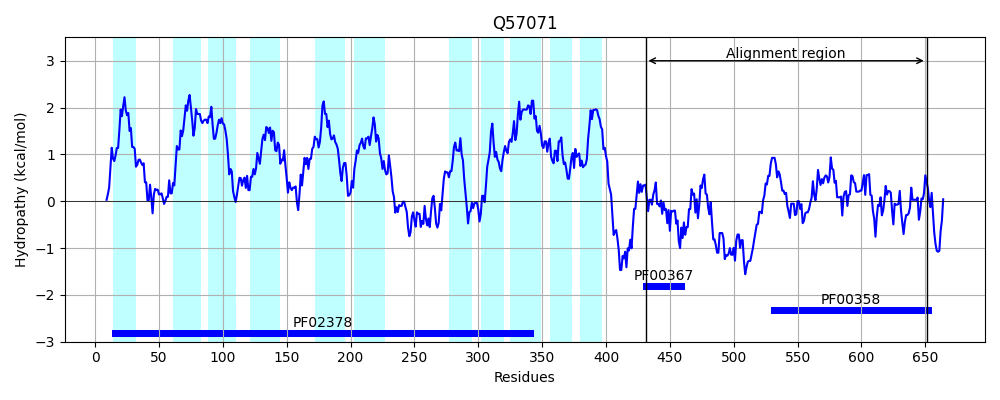 Q57071
Hydropathy (kcal/mol)
3
2
1
0
−1
−2
−3
Alignment region
PF00367
PF00358
PF02378
0 50 100 150 200 250 300 350 400 450 500 550 600 650
Residues